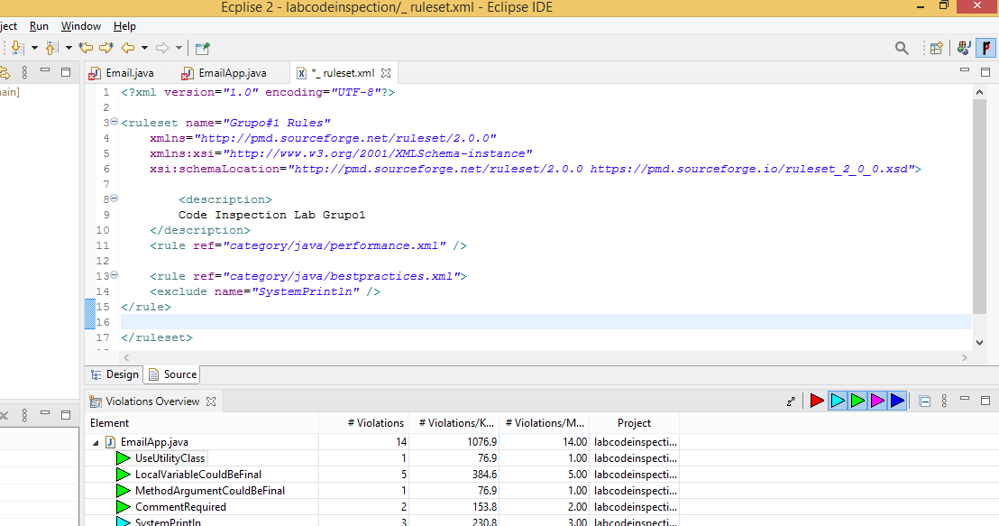 Ecplise 2 - labcodeinspection/_ ruleset.xml - Eclipse IDE
ject Run Window Help
Email.java EmailApp.java *_ ruleset.xml
ain]
1 <?xml version="1.0" encoding="UTF-8"?>
2
3 <ruleset name="Grupo#1 Rules"
4 xmlns="http://pmd.sourceforge.net/ruleset/2.0.0"
5 xmlns:xsi="http://www.w3.org/2001/XMLSchema-instance"
6 xsi:schemaLocation="http://pmd.sourceforge.net/ruleset/2.0.0 https://pmd.sourceforge.io/ruleset_2_0_0.xsd">
7
8 <description>
9 Code Inspection Lab Grupo1
10 </description>
11 <rule ref="category/java/performance.xml" />
12
13 <rule ref="category/java/bestpractices.xml">
14 <exclude name="SystemPrintln" />
15 </rule>
16
17 </ruleset>
Design Source
Violations Overview
Element # Violations # Violations/K... # Violations/M... Project
EmailApp.java 14 1076.9 14.00 labcodeinspecti...
UseUtilityClass 1 76.9 1.00 labcodeinspecti...
LocalVariableCouldBeFinal 5 384.6 5.00 labcodeinspecti...
MethodArgumentCouldBeFinal 1 76.9 1.00 labcodeinspecti...
CommentRequired 2 153.8 2.00 labcodeinspecti...
SystemPrintln 3 230.8 3.00 labcodeinspecti...